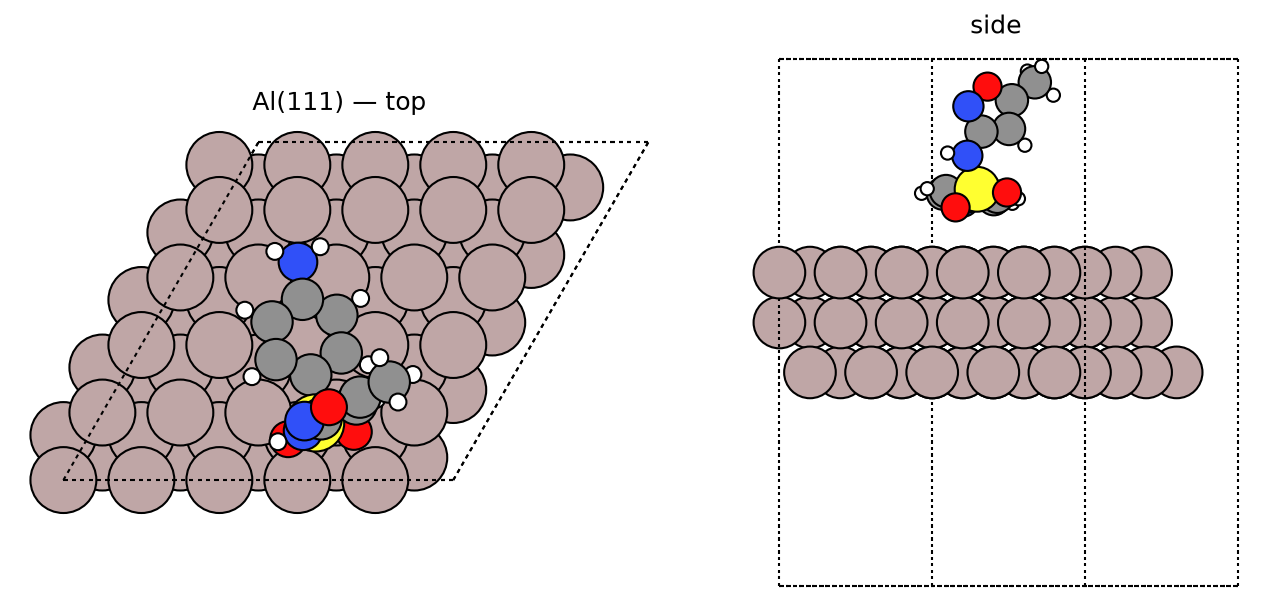 side
Al(111) — top